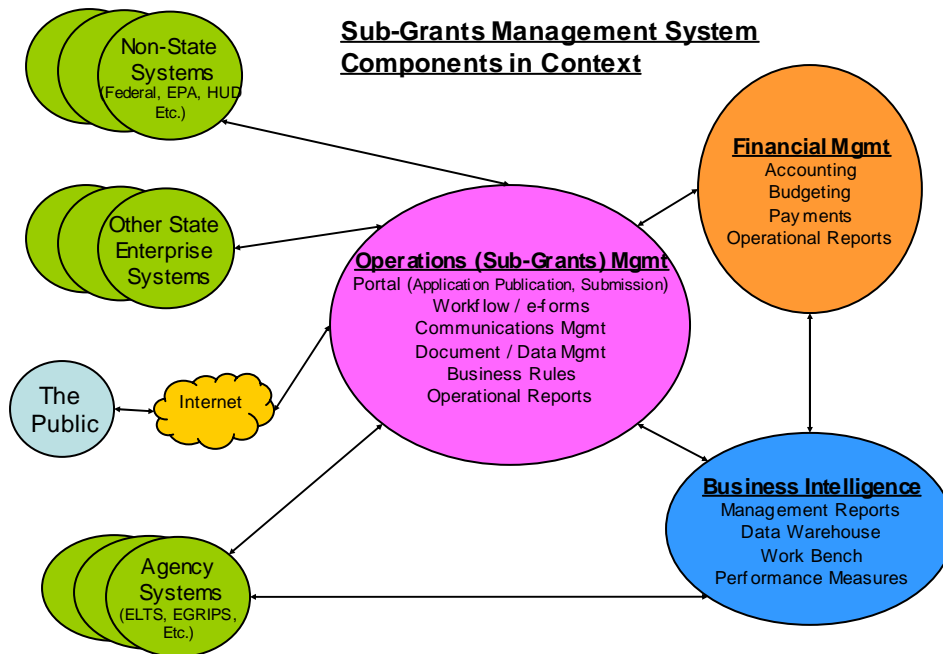 Sub-Grants Management System
Components in Context
Non-State
Systems
(Federal, EPA, HUD
Etc.)
Financial Mgmt
Accounting
Budgeting
Payments
Operational Reports
Other State
Enterprise
Systems
Operations (Sub-Grants) Mgmt
Portal (Application Publication, Submission)
Workflow / e-forms
Communications Mgmt
Document / Data Mgmt
Business Rules
Operational Reports
The
Public
Internet
Business Intelligence
Management Reports
Data Warehouse
Work Bench
Performance Measures
Agency
Systems
(ELTS, EGRIPS,
Etc.)